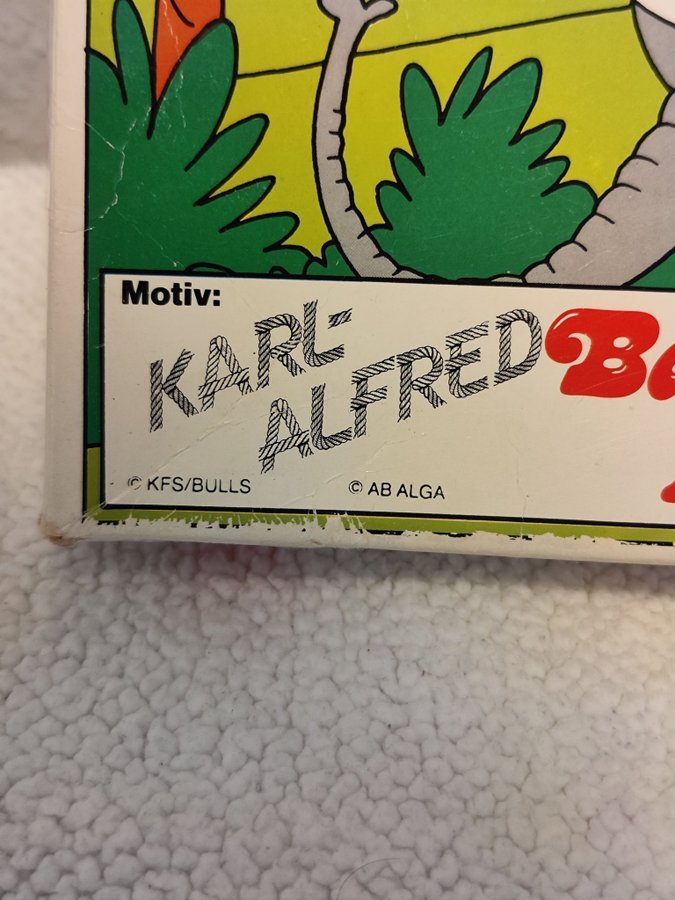 Motiv:
KARL-
ALFRED
© KFS/BULLS
© AB ALGA